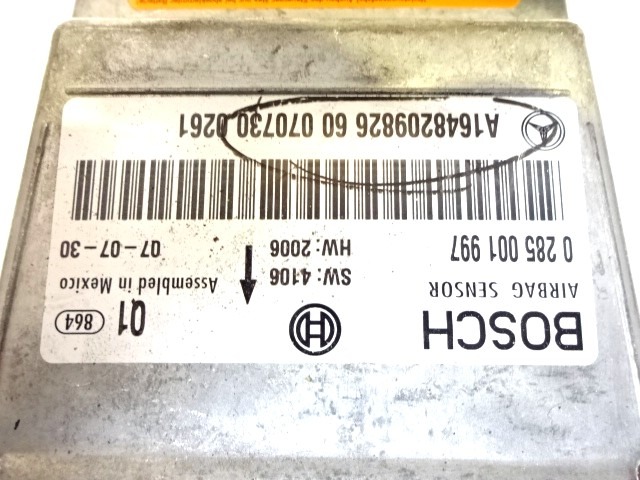 BOSCH
Q1 864
AIRBAG SENSOR
SW: 4106
Assembled in Mexico
0 285 001 997
HW: 2006
07-07-30
A1648209826 60 070730 0261